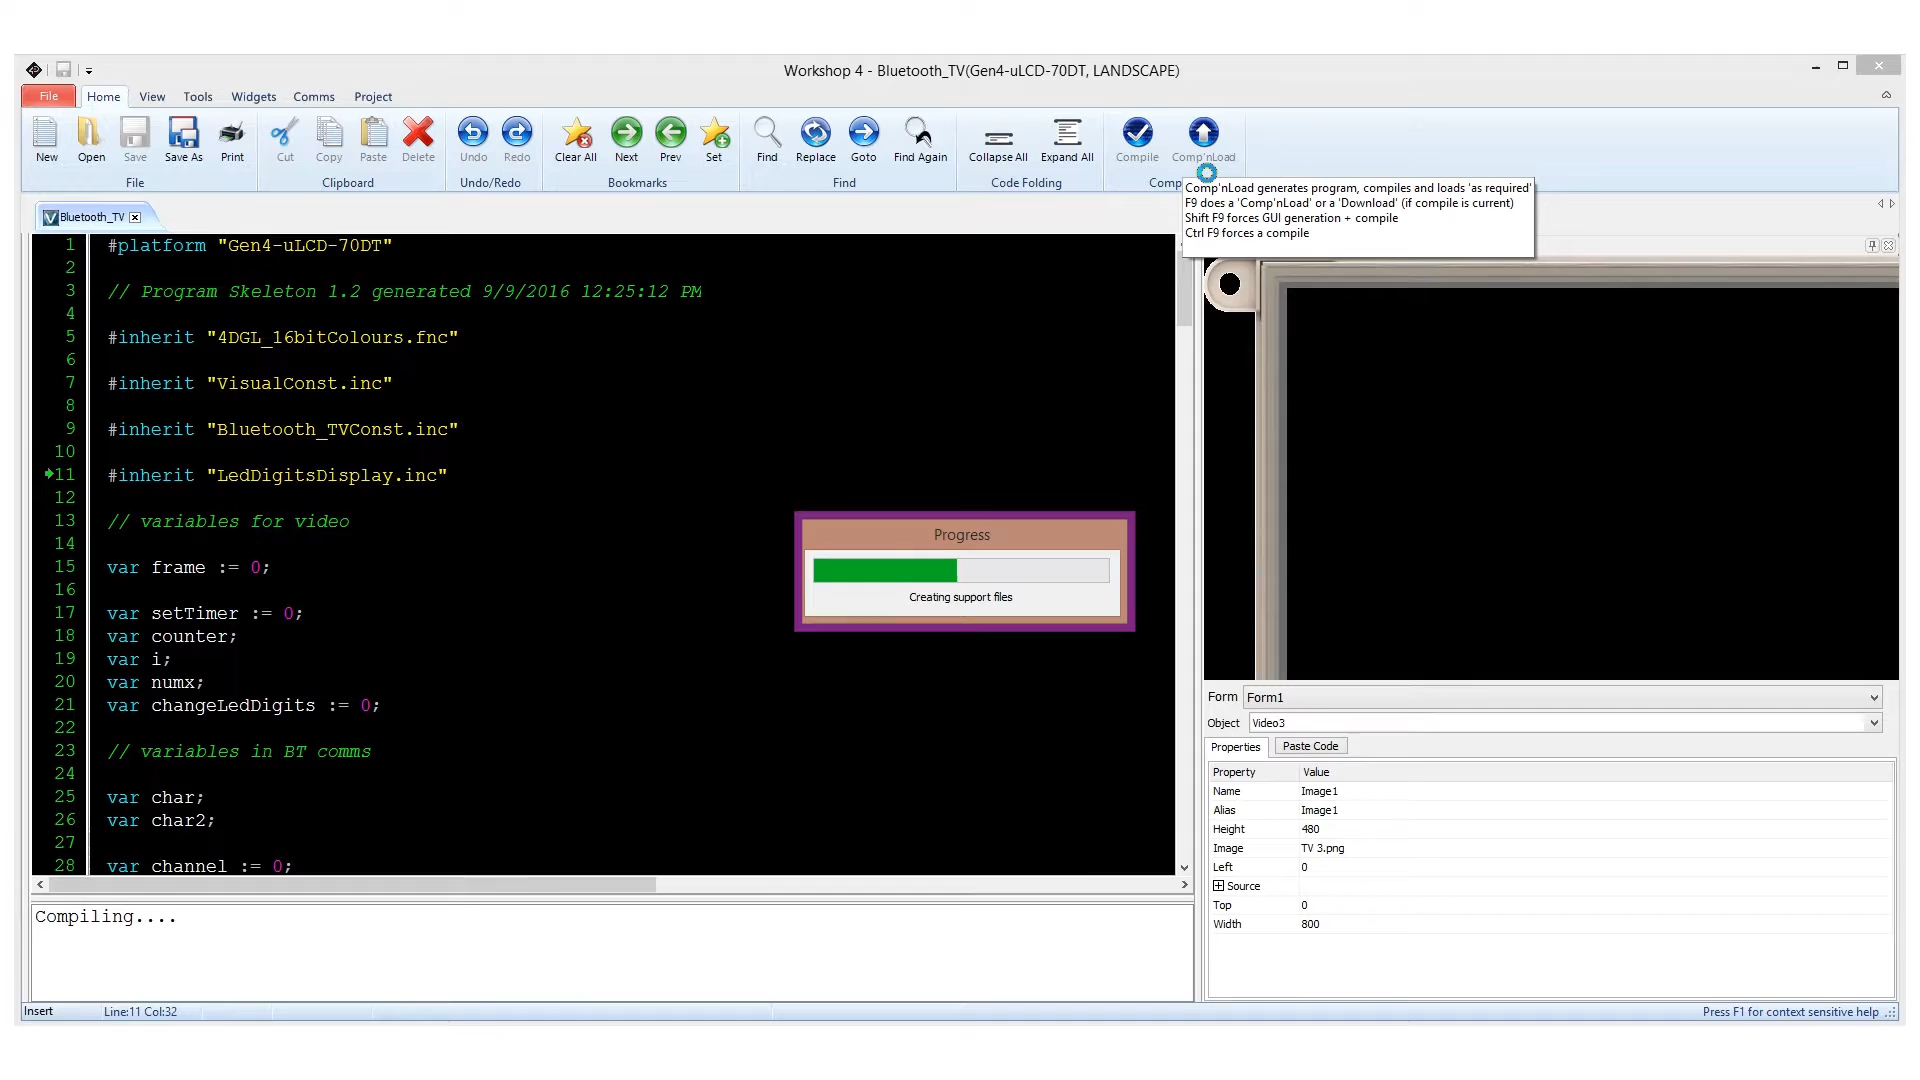 Workshop 4 - Bluetooth_TV(Gen4-uLCD-70DT, LANDSCAPE)
File Home View Tools Widgets Comms Project
New Open Save Save As Print Cut Copy Paste Delete Undo Redo Clear All Next Prev Set Find Replace Goto Find Again Collapse All Expand All Compile Comp'nLoad
File Clipboard Undo/Redo Bookmarks Find Code Folding Comp
Comp'nLoad generates program, compiles and loads 'as required'
F9 does a 'Comp'nLoad' or a 'Download' (if compile is current)
Shift F9 forces GUI generation + compile
Ctrl F9 forces a compile
Bluetooth_TV
1 #platform "Gen4-uLCD-70DT"
2
3 // Program Skeleton 1.2 generated 9/9/2016 12:25:12 PM
4
5 #inherit "4DGL_16bitColours.fnc"
6
7 #inherit "VisualConst.inc"
8
9 #inherit "Bluetooth_TVConst.inc"
10
11 #inherit "LedDigitsDisplay.inc"
12
13 // variables for video
14
15 var frame := 0;
16
17 var setTimer := 0;
18 var counter;
19 var i;
20 var numx;
21 var changeLedDigits := 0;
22
23 // variables in BT comms
24
25 var char;
26 var char2;
27
28 var channel := 0;
Progress
Creating support files
Form Form1
Object Video3
Properties Paste Code
Property Value
Name Image1
Alias Image1
Height 480
Image TV 3.png
Left 0
Source
Top 0
Width 800
Compiling....
Insert Line:11 Col:32 Press F1 for context sensitive help